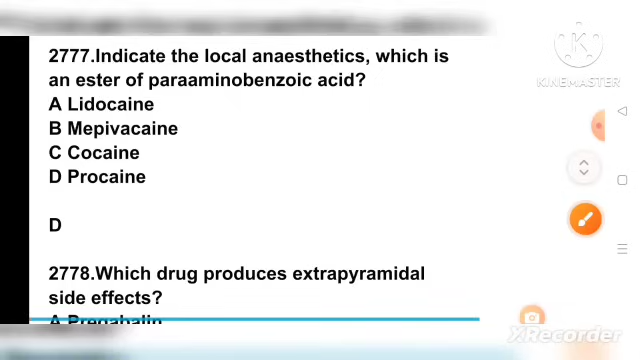 2777.Indicate the local anaesthetics, which is
an ester of paraaminobenzoic acid?
A Lidocaine
B Mepivacaine
C Cocaine
D Procaine
D
2778.Which drug produces extrapyramidal
side effects?
A Pregabalin
KINEMASTER
XRecorder